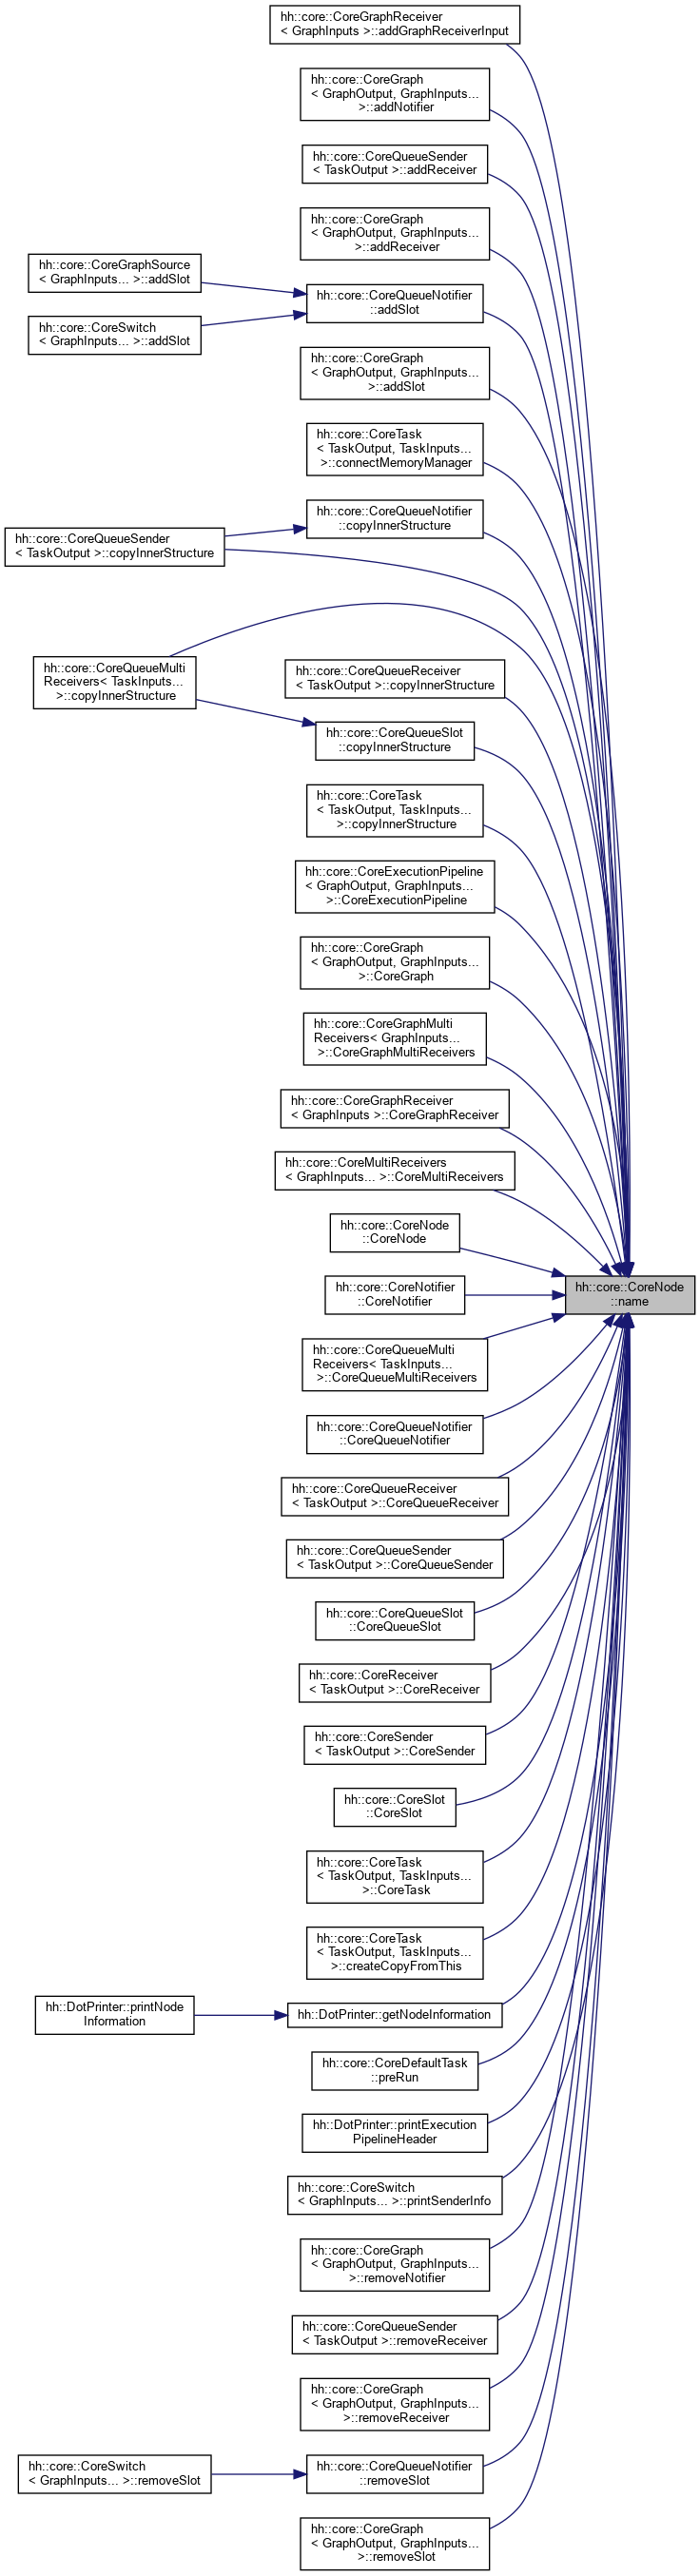 hh::core::CoreGraphReceiver
< GraphInputs >::addGraphReceiverInput
hh::core::CoreGraph
< GraphOutput, GraphInputs...
>::addNotifier
hh::core::CoreQueueSender
< TaskOutput >::addReceiver
hh::core::CoreGraph
< GraphOutput, GraphInputs...
>::addReceiver
hh::core::CoreGraphSource
< GraphInputs... >::addSlot
hh::core::CoreQueueNotifier
::addSlot
hh::core::CoreSwitch
< GraphInputs... >::addSlot
hh::core::CoreGraph
< GraphOutput, GraphInputs...
>::addSlot
hh::core::CoreTask
< TaskOutput, TaskInputs...
>::connectMemoryManager
hh::core::CoreQueueNotifier
::copyInnerStructure
hh::core::CoreQueueSender
< TaskOutput >::copyInnerStructure
hh::core::CoreQueueMulti
Receivers< TaskInputs...
>::copyInnerStructure
hh::core::CoreQueueReceiver
< TaskOutput >::copyInnerStructure
hh::core::CoreQueueSlot
::copyInnerStructure
hh::core::CoreTask
< TaskOutput, TaskInputs...
>::copyInnerStructure
hh::core::CoreExecutionPipeline
< GraphOutput, GraphInputs...
>::CoreExecutionPipeline
hh::core::CoreGraph
< GraphOutput, GraphInputs...
>::CoreGraph
hh::core::CoreGraphMulti
Receivers< GraphInputs...
>::CoreGraphMultiReceivers
hh::core::CoreGraphReceiver
< GraphInputs >::CoreGraphReceiver
hh::core::CoreMultiReceivers
< GraphInputs... >::CoreMultiReceivers
hh::core::CoreNode
::CoreNode
hh::core::CoreNode
::name
hh::core::CoreNotifier
::CoreNotifier
hh::core::CoreQueueMulti
Receivers< TaskInputs...
>::CoreQueueMultiReceivers
hh::core::CoreQueueNotifier
::CoreQueueNotifier
hh::core::CoreQueueReceiver
< TaskOutput >::CoreQueueReceiver
hh::core::CoreQueueSender
< TaskOutput >::CoreQueueSender
hh::core::CoreQueueSlot
::CoreQueueSlot
hh::core::CoreReceiver
< TaskOutput >::CoreReceiver
hh::core::CoreSender
< TaskOutput >::CoreSender
hh::core::CoreSlot
::CoreSlot
hh::core::CoreTask
< TaskOutput, TaskInputs...
>::CoreTask
hh::core::CoreTask
< TaskOutput, TaskInputs...
>::createCopyFromThis
hh::DotPrinter::printNode
Information
hh::DotPrinter::getNodeInformation
hh::core::CoreDefaultTask
::preRun
hh::DotPrinter::printExecution
PipelineHeader
hh::core::CoreSwitch
< GraphInputs... >::printSenderInfo
hh::core::CoreGraph
< GraphOutput, GraphInputs...
>::removeNotifier
hh::core::CoreQueueSender
< TaskOutput >::removeReceiver
hh::core::CoreGraph
< GraphOutput, GraphInputs...
>::removeReceiver
hh::core::CoreSwitch
< GraphInputs... >::removeSlot
hh::core::CoreQueueNotifier
::removeSlot
hh::core::CoreGraph
< GraphOutput, GraphInputs...
>::removeSlot